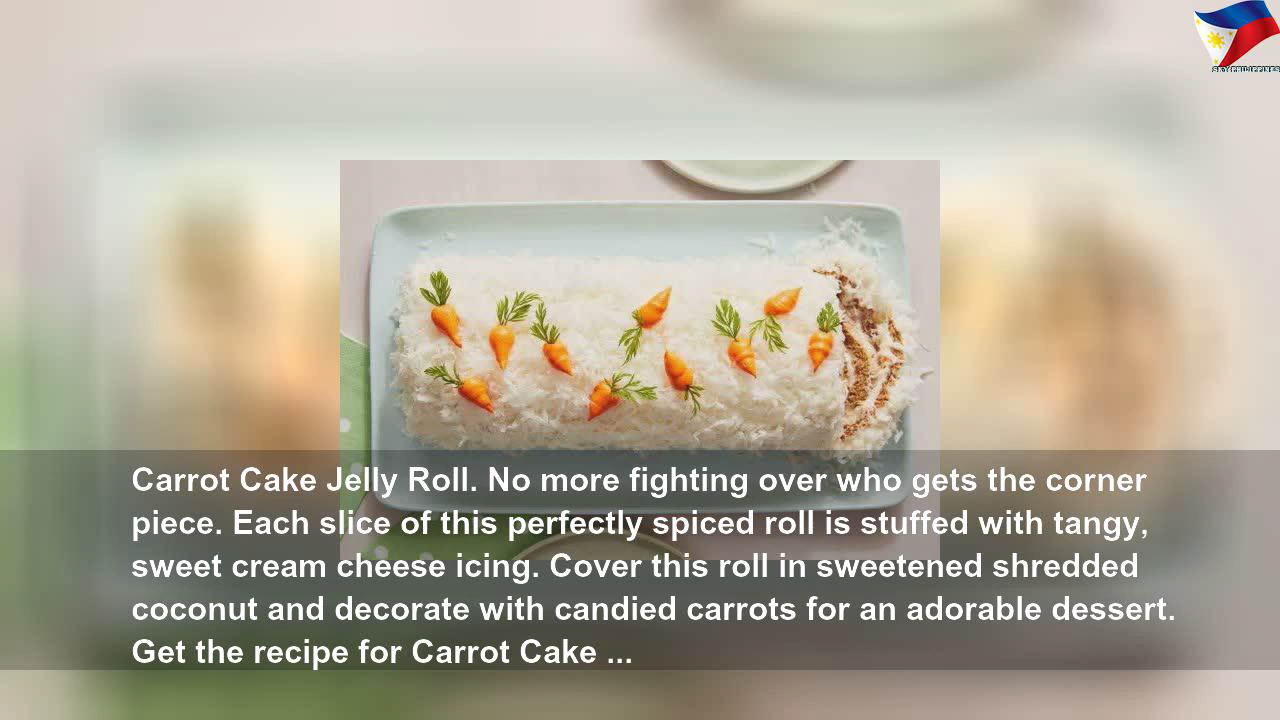 SKYPHILIPPINES
Carrot Cake Jelly Roll. No more fighting over who gets the corner
piece. Each slice of this perfectly spiced roll is stuffed with tangy,
sweet cream cheese icing. Cover this roll in sweetened shredded
coconut and decorate with candied carrots for an adorable dessert.
Get the recipe for Carrot Cake ...